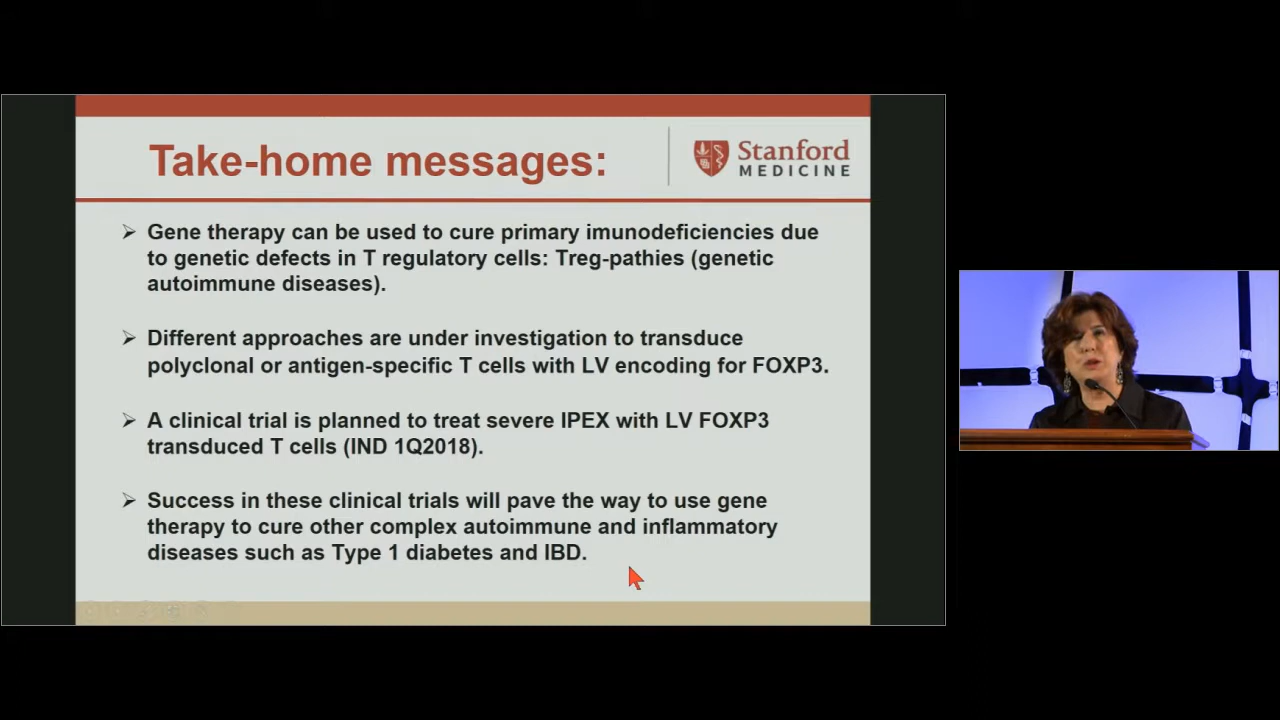 Take-home messages:
Stanford
MEDICINE
➢ Gene therapy can be used to cure primary imunodeficiencies due
to genetic defects in T regulatory cells: Treg-pathies (genetic
autoimmune diseases).
➢ Different approaches are under investigation to transduce
polyclonal or antigen-specific T cells with LV encoding for FOXP3.
➢ A clinical trial is planned to treat severe IPEX with LV FOXP3
transduced T cells (IND 1Q2018).
➢ Success in these clinical trials will pave the way to use gene
therapy to cure other complex autoimmune and inflammatory
diseases such as Type 1 diabetes and IBD.